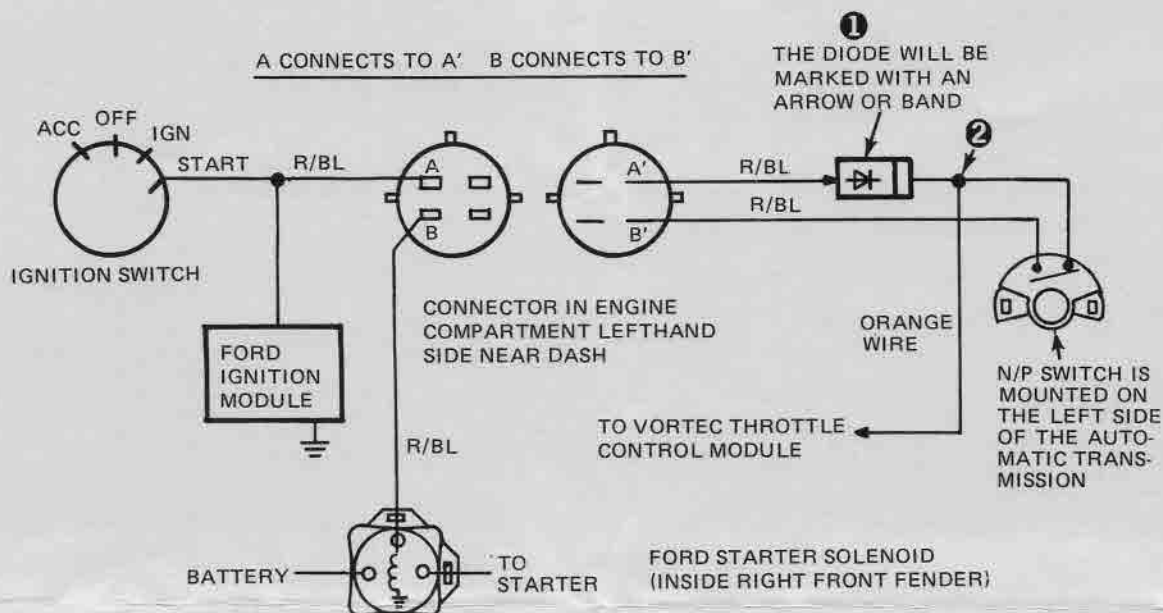 ❶
THE DIODE WILL BE
MARKED WITH AN
ARROW OR BAND
A CONNECTS TO A' B CONNECTS TO B'
❷
ACC
OFF
IGN
START
R/BL
A
B
A'
B'
R/BL
R/BL
IGNITION SWITCH
FORD
IGNITION
MODULE
CONNECTOR IN ENGINE
COMPARTMENT LEFTHAND
SIDE NEAR DASH
ORANGE
WIRE
N/P SWITCH IS
MOUNTED ON
THE LEFT SIDE
OF THE AUTO-
MATIC TRANS-
MISSION
TO VORTEC THROTTLE
CONTROL MODULE
R/BL
BATTERY
TO
STARTER
FORD STARTER SOLENOID
(INSIDE RIGHT FRONT FENDER)